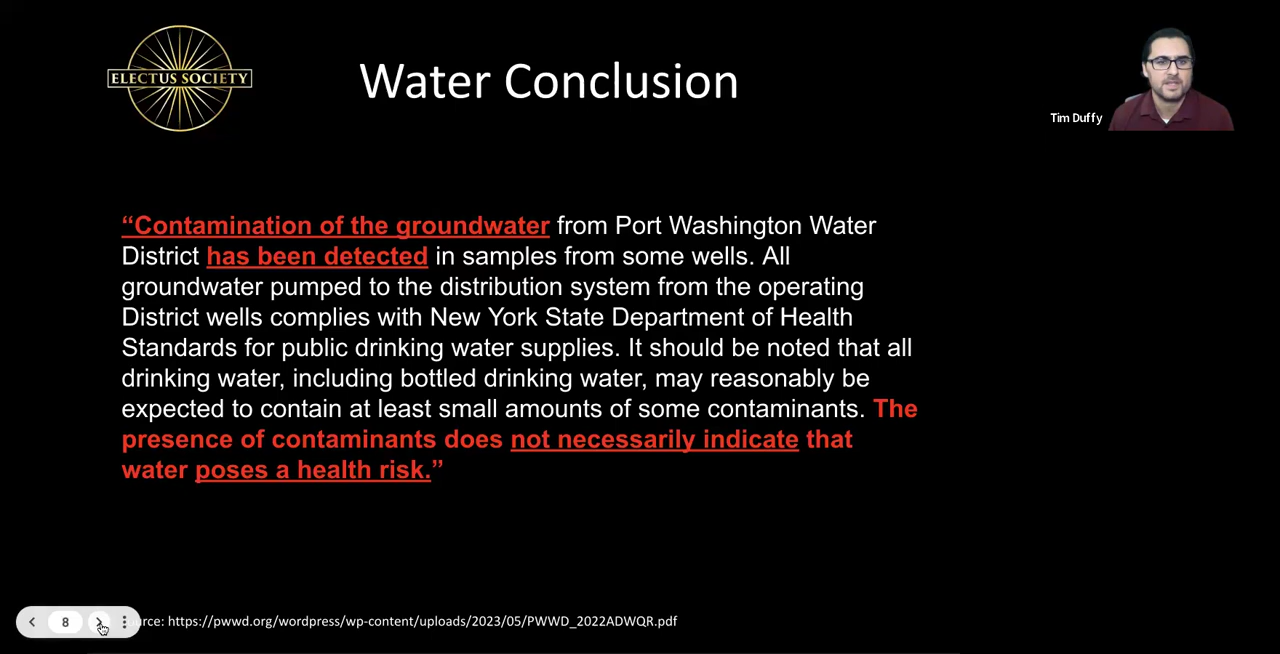 ELECTUS SOCIETY
Water Conclusion
Tim Duffy
“Contamination of the groundwater from Port Washington Water
District has been detected in samples from some wells. All
groundwater pumped to the distribution system from the operating
District wells complies with New York State Department of Health
Standards for public drinking water supplies. It should be noted that all
drinking water, including bottled drinking water, may reasonably be
expected to contain at least small amounts of some contaminants. The
presence of contaminants does not necessarily indicate that
water poses a health risk.”
8
https://pwwd.org/wordpress/wp-content/uploads/2023/05/PWWD_2022ADWQR.pdf